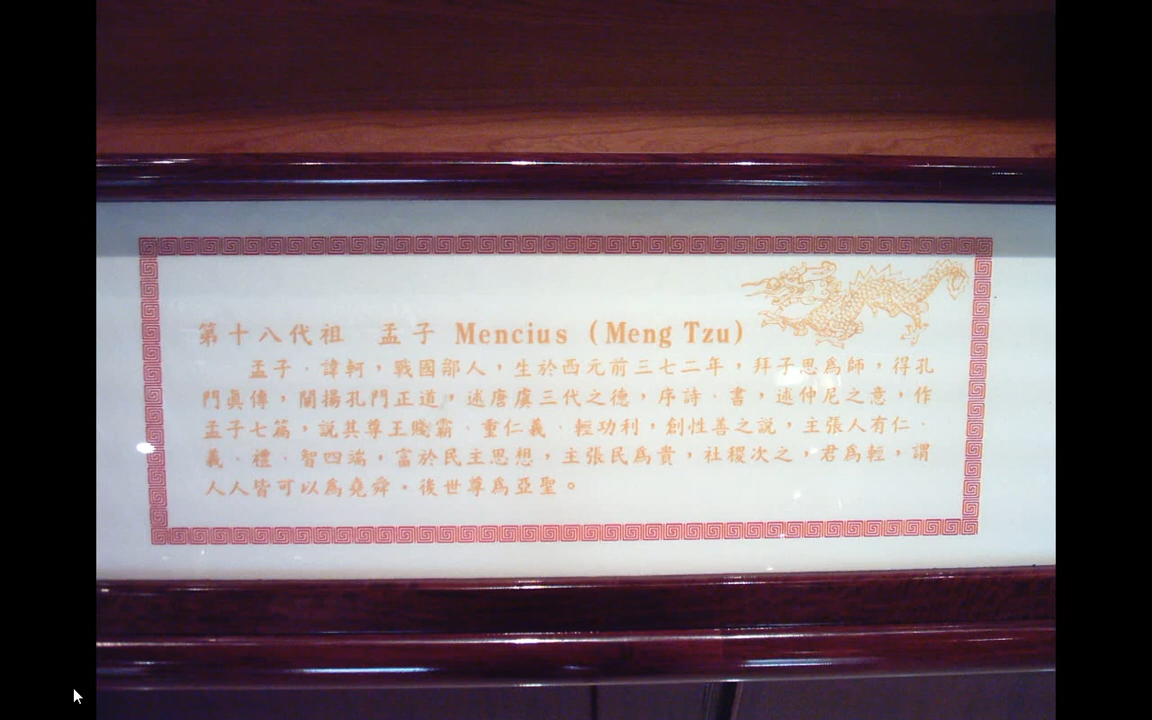 第十八代祖　孟子 Mencius (Meng Tzu)
孟子，諱軻，戰國鄒人，生於西元前三七二年，拜子思爲師，得孔
門眞傳，闡揚孔門正道，述唐虞三代之德，序詩、書，述仲尼之意，作
孟子七篇，說其尊王賤霸、重仁義、輕功利，創性善之說，主張人有仁、
義、禮、智四端，富於民主思想，主張民爲貴，社稷次之，君爲輕，謂
人人皆可以爲堯舜。後世尊爲亞聖。